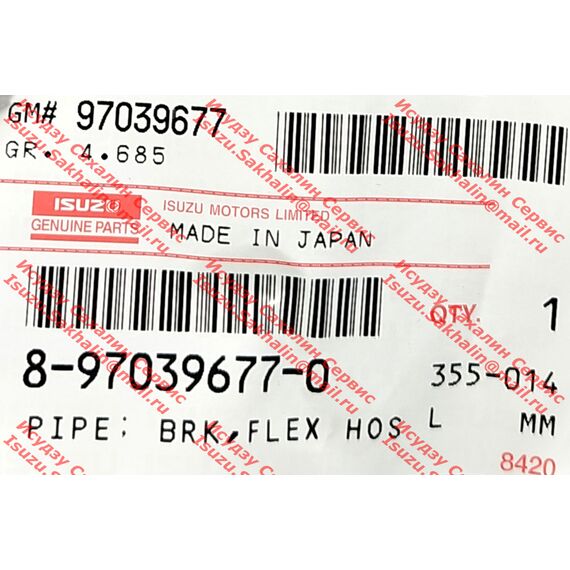 GM# 97039677
GR. 4.685
ISUZU
GENUINE PARTS
ISUZU MOTORS LIMITED
MADE IN JAPAN
QTY. 1
8-97039677-0
355-014
PIPE; BRK,FLEX HOS L MM
8420
Исудзу Сахалин Сервис
Isuzu.Sakhalin@mail.ru